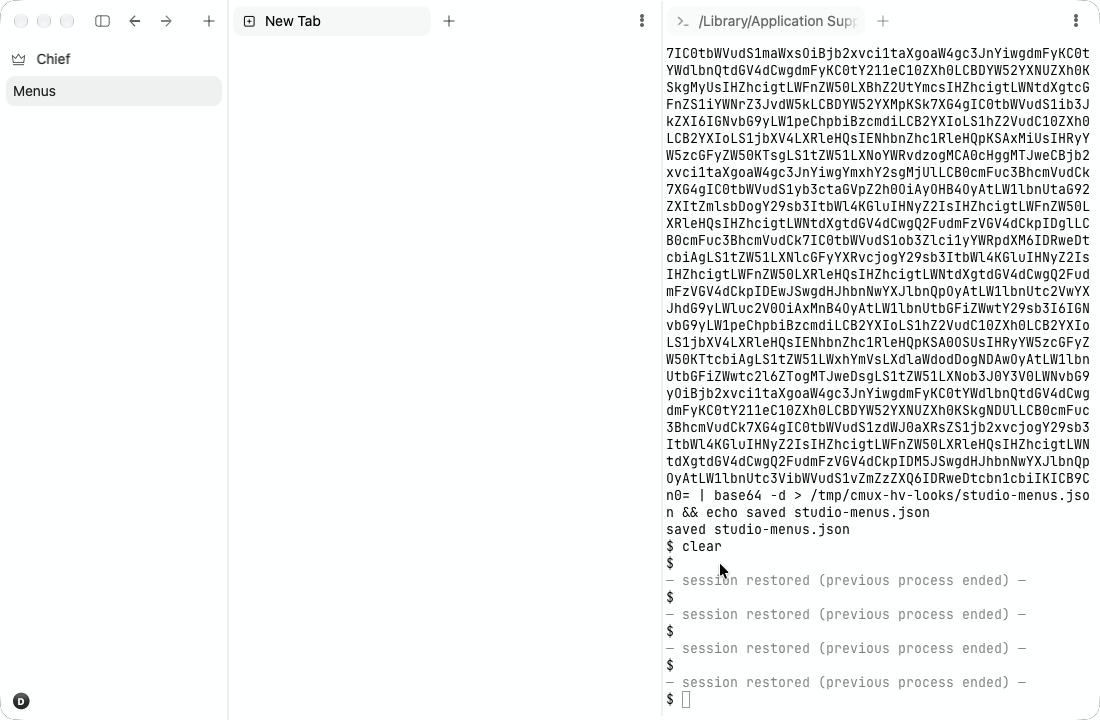 New Tab
/Library/Application Supp
Chief
Menus
7IC0tbWVudS1maWxsOiBjb2xvci1taXgoaW4gc3JnYiwgdmFyKC0t
YWdlbnQtdGV4dCwgdmFyKC0tY211eC10ZXh0LCBDYW52YXNUZXh0K
SkgMyUsIHZhcigtLWFnZW50LXBhZ2UtYmcsIHZhcigtLWNtdXgtcG
FnZS1iYWNrZ3JvdW5kLCBDYW52YXMpKSk7XG4gIC0tbWVudS1ib3J
kZXI6IGNvbG9yLW1peChpbiBzcmdiLCB2YXIoLS1hZ2VudC10ZXh0
LCB2YXIoLS1jbXV4LXRleHQsIENhbnZhc1RleHQpKSAxMiUsIHRyY
W5zcGFyZW50KTsgLS1tZW51LXNoYWRvdzogMCA0cHggMTJweCBjb2
xvci1taXgoaW4gc3JnYiwgYmxhY2sgMjUlLCB0cmFuc3BhcmVudCk
7XG4gIC0tbWVudS1yb3ctaGVpZ2h0OiAyOHB4OyAtLW1lbnUtaG92
ZXItZmlsbDogY29sb3ItbWl4KGluIHNyZ2IsIHZhcigtLWFnZW50L
XRleHQsIHZhcigtLWNtdXgtdGV4dCwgQ2FudmFzVGV4dCkpIDglLC
B0cmFuc3BhcmVudCk7IC0tbWVudS1ob3Zlci1yYWRpdXM6IDRweDt
cbiAgLS1tZW51LXNlcGFyYXRvcjogY29sb3ItbWl4KGluIHNyZ2Is
IHZhcigtLWFnZW50LXRleHQsIHZhcigtLWNtdXgtdGV4dCwgQ2Fud
mFzVGV4dCkpIDEwJSwgdHJhbnNwYXJlbnQpOyAtLW1lbnUtc2VwYX
JhdG9yLWluc2V0OiAxMnB4OyAtLW1lbnUtbGFiZWwtY29sb3I6IGN
vbG9yLW1peChpbiBzcmdiLCB2YXIoLS1hZ2VudC10ZXh0LCB2YXIo
LS1jbXV4LXRleHQsIENhbnZhc1RleHQpKSA0OSUsIHRyYW5zcGFyZ
W50KTtcbiAgLS1tZW51LWxhYmVsLXdlaWdodDogNDAwOyAtLW1lbn
UtbGFiZWwtc2l6ZTogMTJweDsgLS1tZW51LXNob3J0Y3V0LWNvbG9
yOiBjb2xvci1taXgoaW4gc3JnYiwgdmFyKC0tYWdlbnQtdGV4dCwg
dmFyKC0tY211eC10ZXh0LCBDYW52YXNUZXh0KSkgNDUlLCB0cmFuc
3BhcmVudCk7XG4gIC0tbWVudS1zdWJ0aXRsZS1jb2xvcjogY29sb3
ItbWl4KGluIHNyZ2IsIHZhcigtLWFnZW50LXRleHQsIHZhcigtLWN
tdXgtdGV4dCwgQ2FudmFzVGV4dCkpIDM5JSwgdHJhbnNwYXJlbnQp
OyAtLW1lbnUtc3VibWVudS1vZmZzZXQ6IDRweDtcbn1cbiIKICB9C
n0= | base64 -d > /tmp/cmux-hv-looks/studio-menus.jso
n && echo saved studio-menus.json
saved studio-menus.json
$ clear
$
— session restored (previous process ended) —
$
— session restored (previous process ended) —
$
— session restored (previous process ended) —
$
— session restored (previous process ended) —
$
D